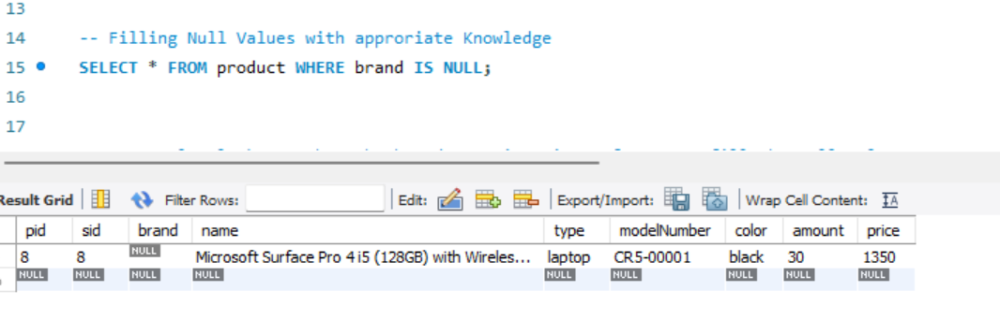 13
14 -- Filling Null Values with approriate Knowledge
15 SELECT * FROM product WHERE brand IS NULL;
16
17
Result Grid Filter Rows: Edit: Export/Import: Wrap Cell Content: IA
pid sid brand name type modelNumber color amount price
8 8 NULL Microsoft Surface Pro 4 i5 (128GB) with Wireles... laptop CR5-00001 black 30 1350
NULL NULL NULL NULL NULL NULL NULL NULL NULL